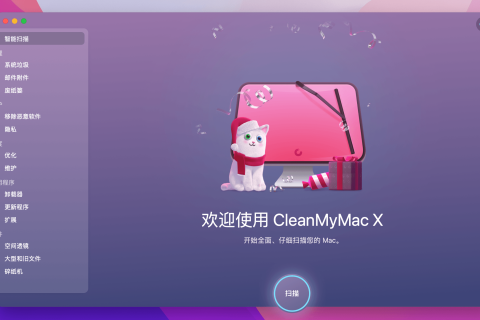 智能扫描
系统垃圾
邮件附件
废纸篓
移除恶意软件
隐私
优化
维护
卸载器
更新程序
扩展
空间透镜
大型和旧文件
碎纸机
欢迎使用 CleanMyMac X
开始全面、仔细扫描您的 Mac。
扫描